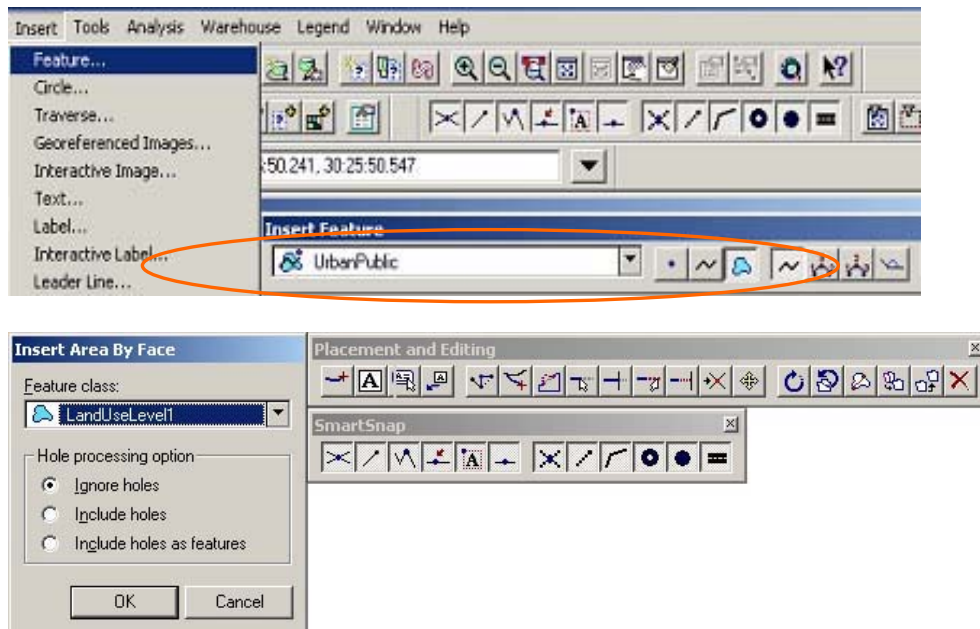 Insert Tools Analysis Warehouse Legend Window Help
Feature...
Circle...
Traverse...
Georeferenced Images...
Interactive Image...
:50.241, 30:25:50.547
Text...
Label...
Insert Feature
Interactive Label...
UrbanPublic
Leader Line...
Insert Area By Face
Placement and Editing
Feature class:
LandUseLevel1
SmartSnap
Hole processing option
Ignore holes
Include holes
Include holes as features
OK Cancel